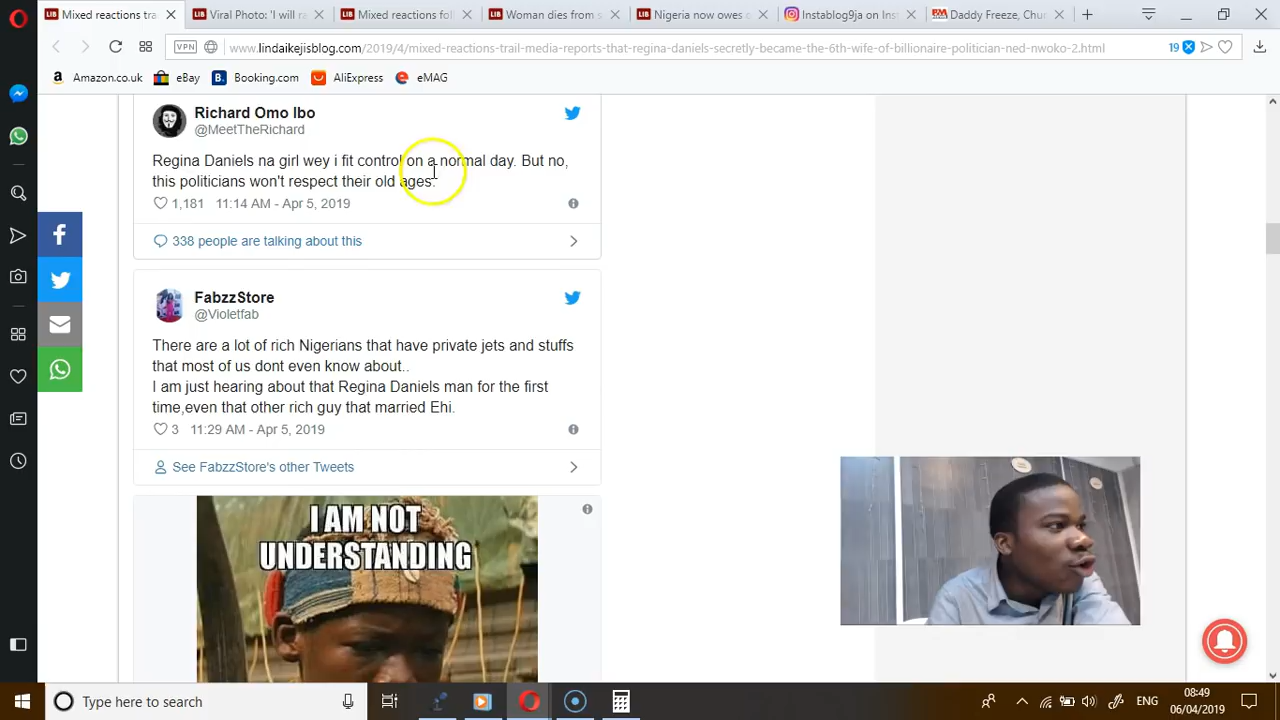 Mixed reactions tra
Viral Photo: 'I will ra
Mixed reactions fo
Woman dies from s
Nigeria now owes
Instablog9ja on Ins
Daddy Freeze, Chur
VPN
www.lindaikejisblog.com/2019/4/mixed-reactions-trail-media-reports-that-regina-daniels-secretly-became-the-6th-wife-of-billionaire-politician-ned-nwoko-2.html
19
Amazon.co.uk
eBay
Booking.com
AliExpress
eMAG
Richard Omo Ibo
@MeetTheRichard
Regina Daniels na girl wey i fit control on a normal day. But no,
this politicians won't respect their old ages.
1,181 11:14 AM - Apr 5, 2019
338 people are talking about this
FabzzStore
@Violetfab
There are a lot of rich Nigerians that have private jets and stuffs
that most of us dont even know about..
I am just hearing about that Regina Daniels man for the first
time,even that other rich guy that married Ehi.
3 11:29 AM - Apr 5, 2019
See FabzzStore's other Tweets
I AM NOT
UNDERSTANDING
Type here to search
ENG
08:49
06/04/2019